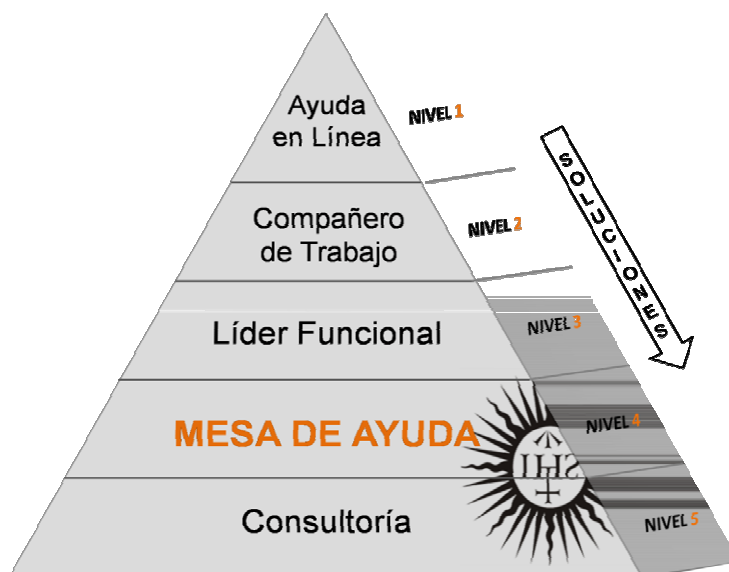 Ayuda
en Línea
NIVEL 1
SOLUCIONES
Compañero
de Trabajo
NIVEL 2
Líder Funcional
NIVEL 3
MESA DE AYUDA
NIVEL 4
IHS
Consultoría
NIVEL 5